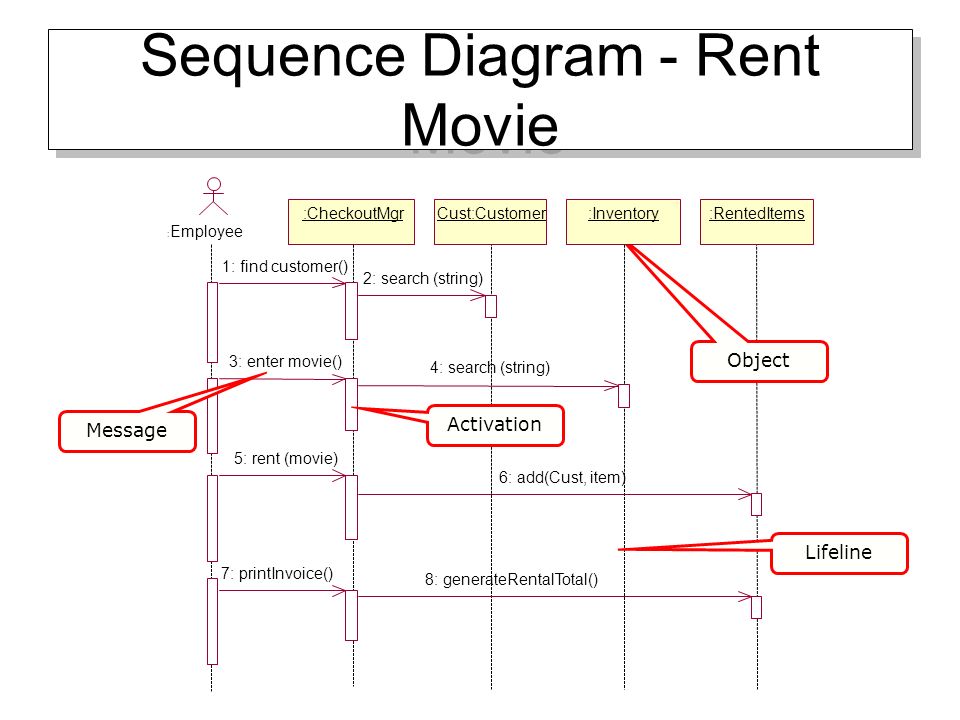 Sequence Diagram - Rent
Movie
:Employee
:CheckoutMgr
Cust:Customer
:Inventory
:RentedItems
1: find customer()
2: search (string)
3: enter movie()
4: search (string)
Object
Message
Activation
5: rent (movie)
6: add(Cust, item)
Lifeline
7: printInvoice()
8: generateRentalTotal()